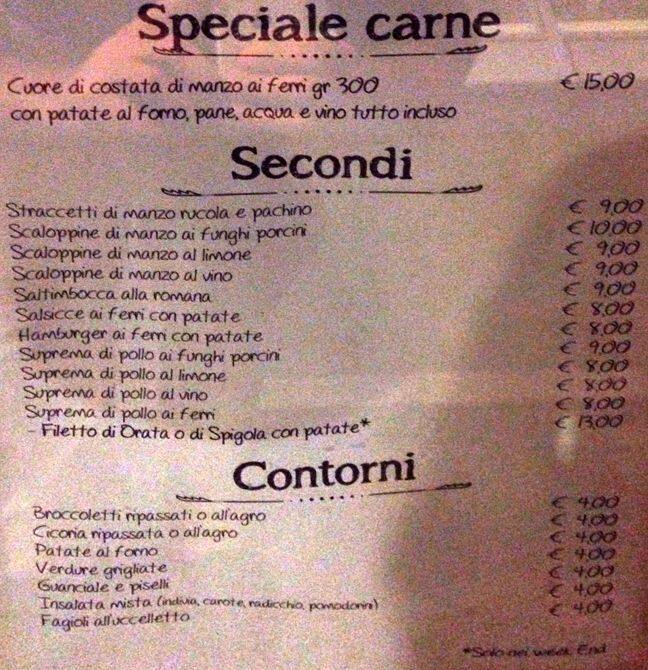 Speciale carne
Cuore di costata di manzo ai ferri gr 300 € 15,00
con patate al forno, pane, acqua e vino tutto incluso
Secondi
Straccetti di manzo rucola e pachino € 9,00
Scaloppine di manzo ai funghi porcini € 10,00
Scaloppine di manzo al limone € 9,00
Scaloppine di manzo al vino € 9,00
Saltimbocca alla romana € 9,00
Salsicce ai ferri con patate € 8,00
Hamburger ai ferri con patate € 8,00
Suprema di pollo ai funghi porcini € 9,00
Suprema di pollo al limone € 8,00
Suprema di pollo al vino € 8,00
Suprema di pollo ai ferri € 8,00
- Filetto di Orata o di Spigola con patate* € 13,00
Contorni
Broccoletti ripassati o all'agro € 4,00
Cicoria ripassata o all'agro € 4,00
Patate al forno € 4,00
Verdure grigliate € 4,00
Guanciale e piselli € 4,00
Insalata mista (indivia, carote, radicchio, pomodorini) € 4,00
Fagioli all'uccelletto € 4,00
*Solo nei week End